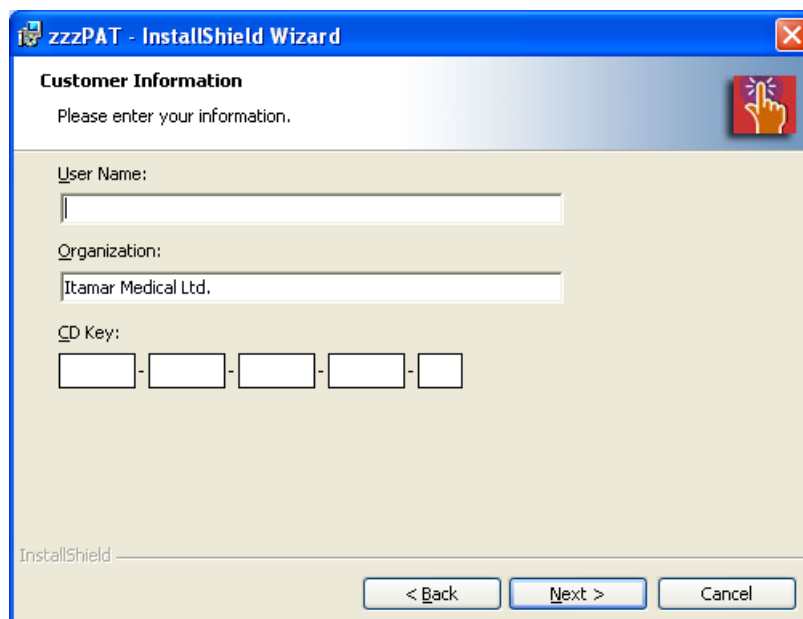 zzzPAT - InstallShield Wizard
Customer Information
Please enter your information.
User Name:
Organization:
Itamar Medical Ltd.
CD Key:
- - - -
InstallShield
< Back Next > Cancel